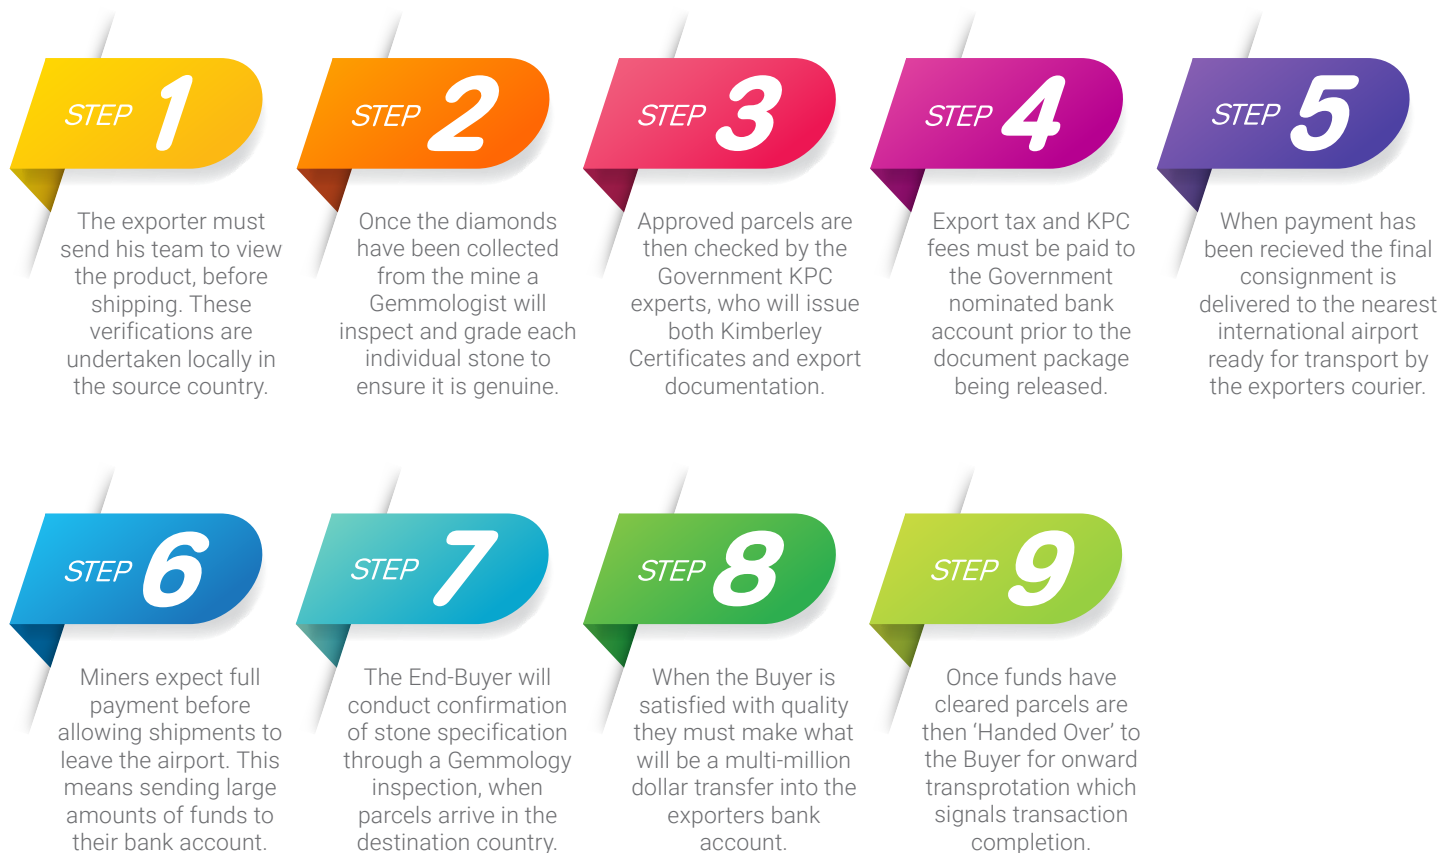 STEP 1
The exporter must
send his team to view
the product, before
shipping. These
verifications are
undertaken locally in
the source country.
STEP 2
Once the diamonds
have been collected
from the mine a
Gemmologist will
inspect and grade each
individual stone to
ensure it is genuine.
STEP 3
Approved parcels are
then checked by the
Government KPC
experts, who will issue
both Kimberley
Certificates and export
documentation.
STEP 4
Export tax and KPC
fees must be paid to
the Government
nominated bank
account prior to the
document package
being released.
STEP 5
When payment has
been recieved the final
consignment is
delivered to the nearest
international airport
ready for transport by
the exporters courier.
STEP 6
Miners expect full
payment before
allowing shipments to
leave the airport. This
means sending large
amounts of funds to
their bank account.
STEP 7
The End-Buyer will
conduct confirmation
of stone specification
through a Gemmology
inspection, when
parcels arrive in the
destination country.
STEP 8
When the Buyer is
satisfied with quality
they must make what
will be a multi-million
dollar transfer into the
exporters bank
account.
STEP 9
Once funds have
cleared parcels are
then ‘Handed Over’ to
the Buyer for onward
transprotation which
signals transaction
completion.